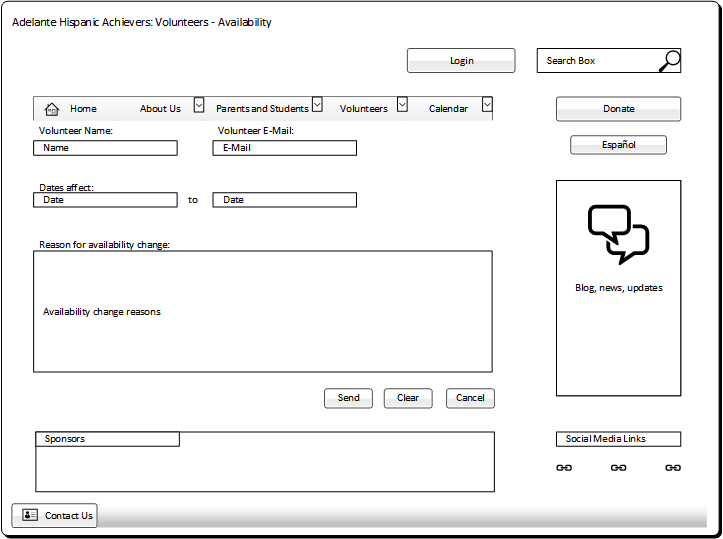 Adelante Hispanic Achievers: Volunteers - Availability
Login
Search Box
Home
About Us
Parents and Students
Volunteers
Calendar
Donate
Volunteer Name:
Volunteer E-Mail:
Name
E-Mail
Español
Dates affect:
Date
to
Date
Reason for availability change:
Availability change reasons
Blog, news, updates
Send
Clear
Cancel
Sponsors
Social Media Links
Contact Us